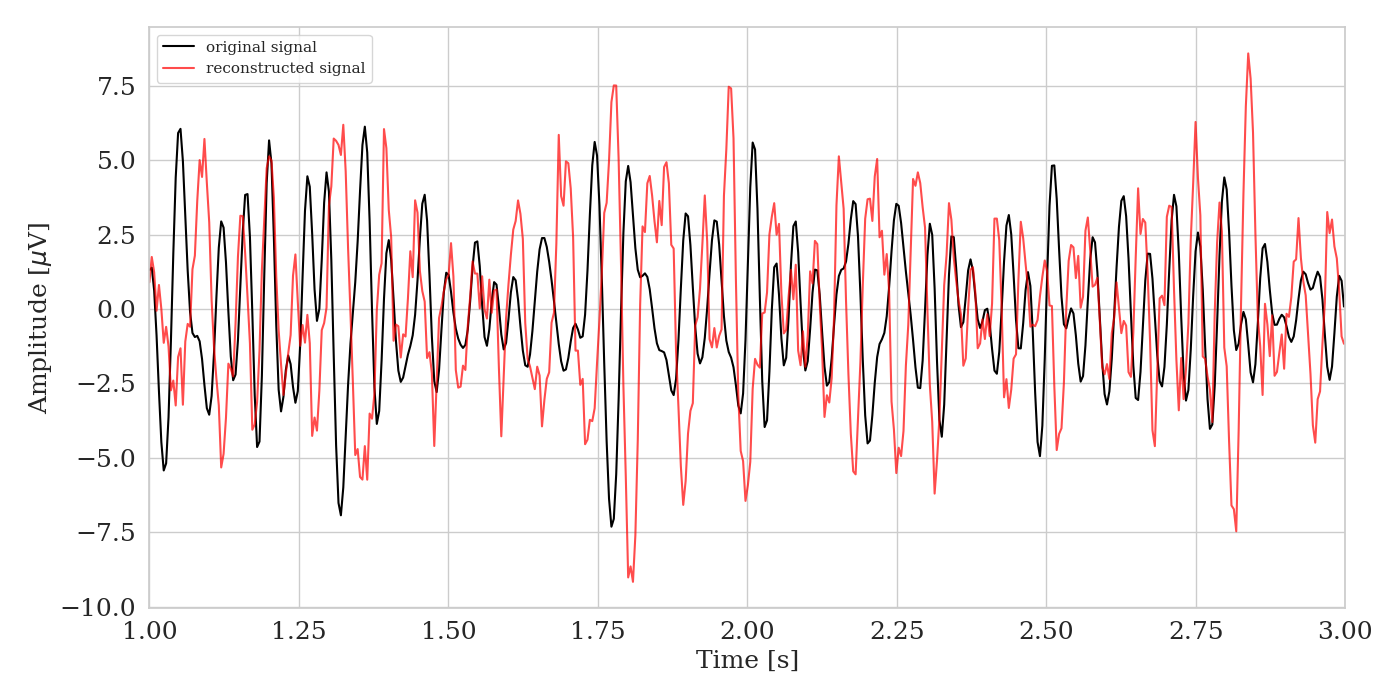 original signal
reconstructed signal
Amplitude [μV]
7.5
5.0
2.5
0.0
−2.5
−5.0
−7.5
−10.0
1.00 1.25 1.50 1.75 2.00 2.25 2.50 2.75 3.00
Time [s]